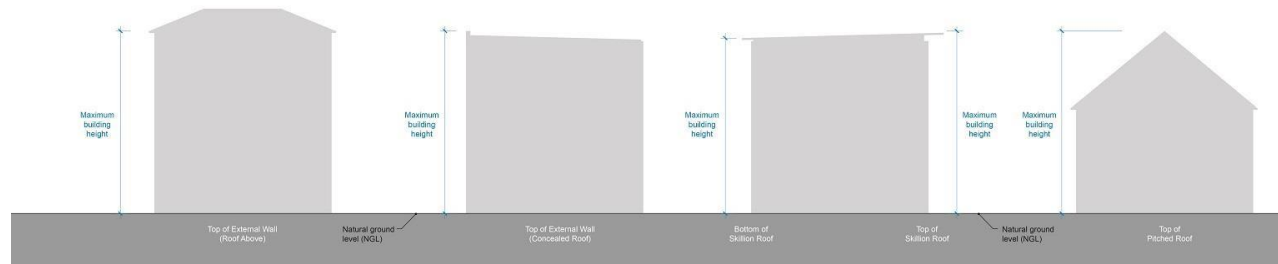 Maximum
building
height
Maximum
building
height
Maximum
building
height
Maximum
building
height
Maximum
building
height
Top of External Wall
(Roof Above)
Natural ground
level (NGL)
Top of External Wall
(Concealed Roof)
Bottom of
Skillion Roof
Top of
Skillion Roof
Natural ground
level (NGL)
Top of
Pitched Roof